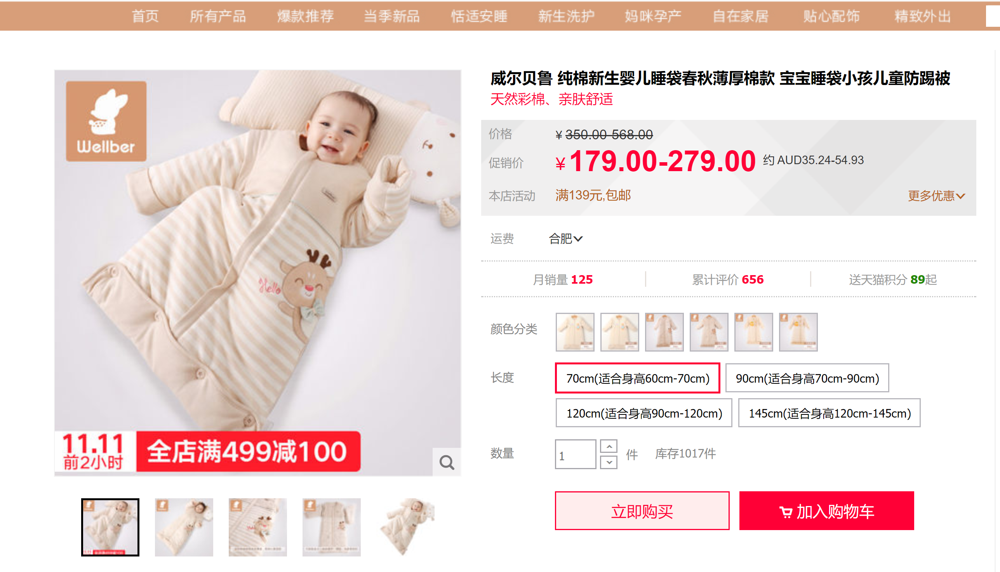 首页 所有产品 爆款推荐 当季新品 恬适安睡 新生洗护 妈咪孕产 自在家居 贴心配饰 精致外出
Wellber
Hello
11.11
前2小时
全店满499减100
威尔贝鲁 纯棉新生婴儿睡袋春秋薄厚棉款 宝宝睡袋小孩儿童防踢被
天然彩棉、亲肤舒适
价格 ¥ 350.00-568.00
促销价 ¥ 179.00-279.00 约 AUD35.24-54.93
本店活动 满139元,包邮 更多优惠
运费 合肥
月销量 125 累计评价 656 送天猫积分 89起
颜色分类
长度 70cm(适合身高60cm-70cm) 90cm(适合身高70cm-90cm)
120cm(适合身高90cm-120cm) 145cm(适合身高120cm-145cm)
数量 1 件 库存1017件
立即购买 加入购物车